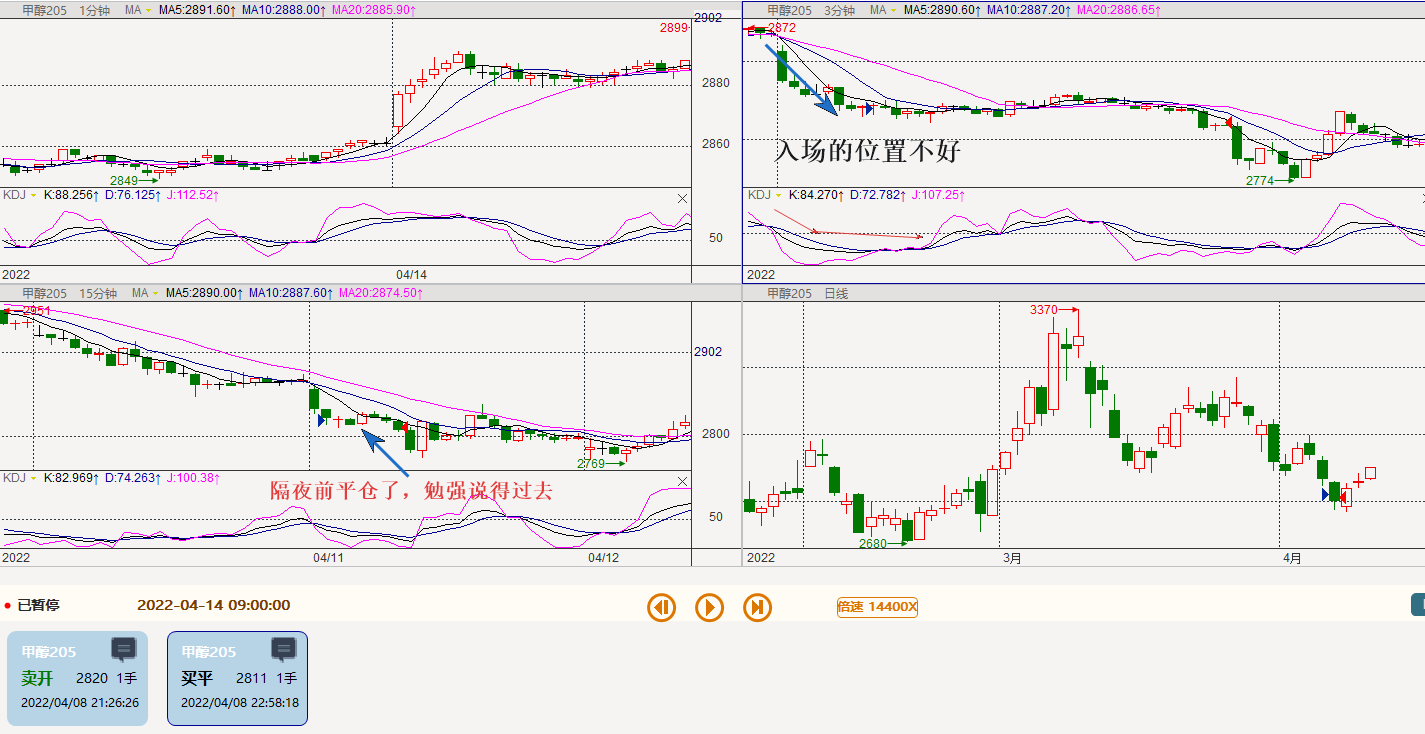 甲醇205 1分钟 MA MA5:2891.60↑ MA10:2888.00↑ MA20:2885.90↑
2902
2899
2880
2860
2849
KDJ K:88.256↑ D:76.125↑ J:112.52↑
50
2022 04/14
甲醇205 3分钟 MA MA5:2890.60↑ MA10:2887.20↑ MA20:2886.65↑
2872
入场的位置不好
2774
KDJ K:84.270↑ D:72.782↑ J:107.25↑
2022
甲醇205 15分钟 MA MA5:2890.00↑ MA10:2887.60↑ MA20:2874.50↑
2951
2902
2800
2769
KDJ K:82.969↑ D:74.263↑ J:100.38↑
隔夜前平仓了，勉强说得过去
50
2022 04/11 04/12
甲醇205 日线
3370
2680
2022 3月 4月
已暂停 2022-04-14 09:00:00 倍速 14400X
甲醇205
卖开 2820 1手
2022/04/08 21:26:26
甲醇205
买平 2811 1手
2022/04/08 22:58:18